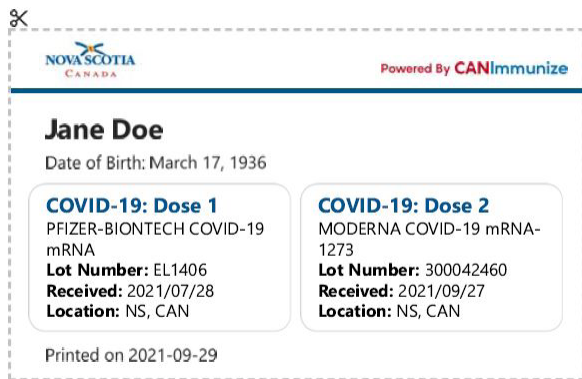 NOVA SCOTIA
CANADA
Powered By CANImmunize
Jane Doe
Date of Birth: March 17, 1936
COVID-19: Dose 1
PFIZER-BIONTECH COVID-19
mRNA
Lot Number: EL1406
Received: 2021/07/28
Location: NS, CAN
COVID-19: Dose 2
MODERNA COVID-19 mRNA-
1273
Lot Number: 300042460
Received: 2021/09/27
Location: NS, CAN
Printed on 2021-09-29